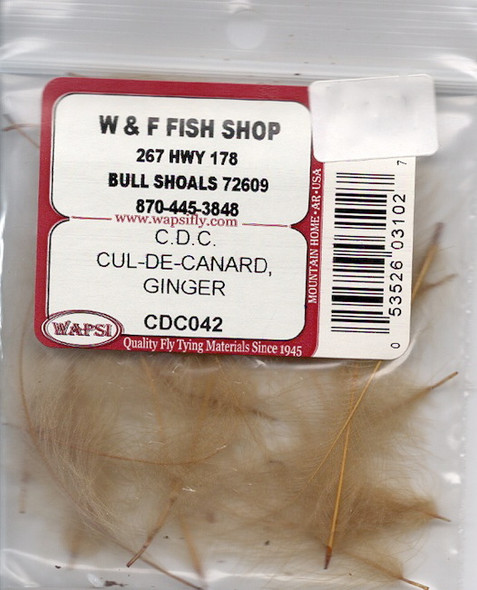 W & F FISH SHOP
267 HWY 178
BULL SHOALS 72609
870-445-3848
www.wapsifly.com
C.D.C.
CUL-DE-CANARD,
GINGER
CDC042
WAPSI
Quality Fly Tying Materials Since 1945
MOUNTAIN HOME • AR • USA
0 53526 03102 7